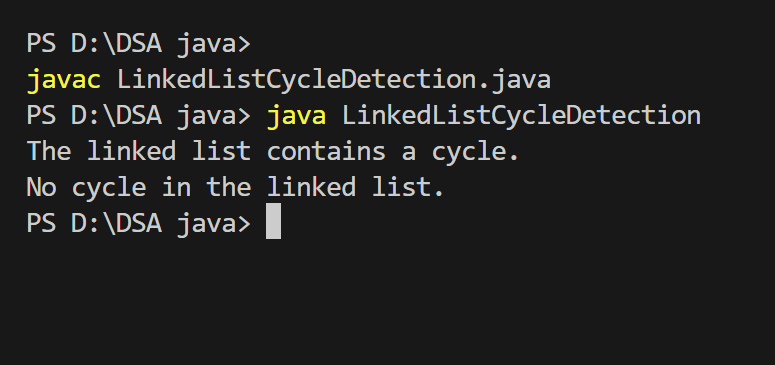 PS D:\DSA java>
javac LinkedListCycleDetection.java
PS D:\DSA java> java LinkedListCycleDetection
The linked list contains a cycle.
No cycle in the linked list.
PS D:\DSA java>